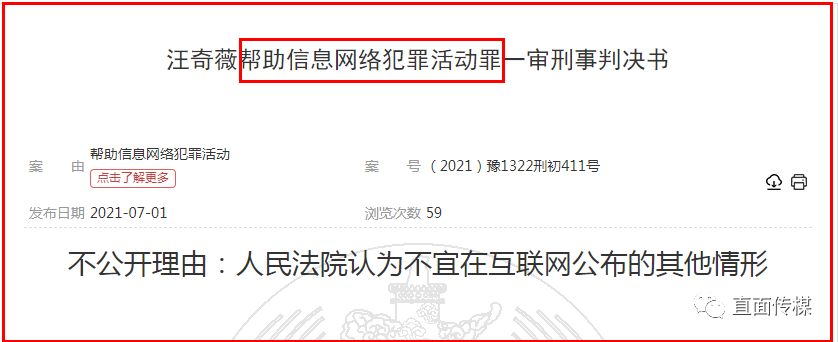 汪奇薇帮助信息网络犯罪活动罪一审刑事判决书
案 由 帮助信息网络犯罪活动 案 号 （2021）豫1322刑初411号
点击了解更多
发布日期 2021-07-01 浏览次数 59
不公开理由：人民法院认为不宜在互联网公布的其他情形
直面传媒